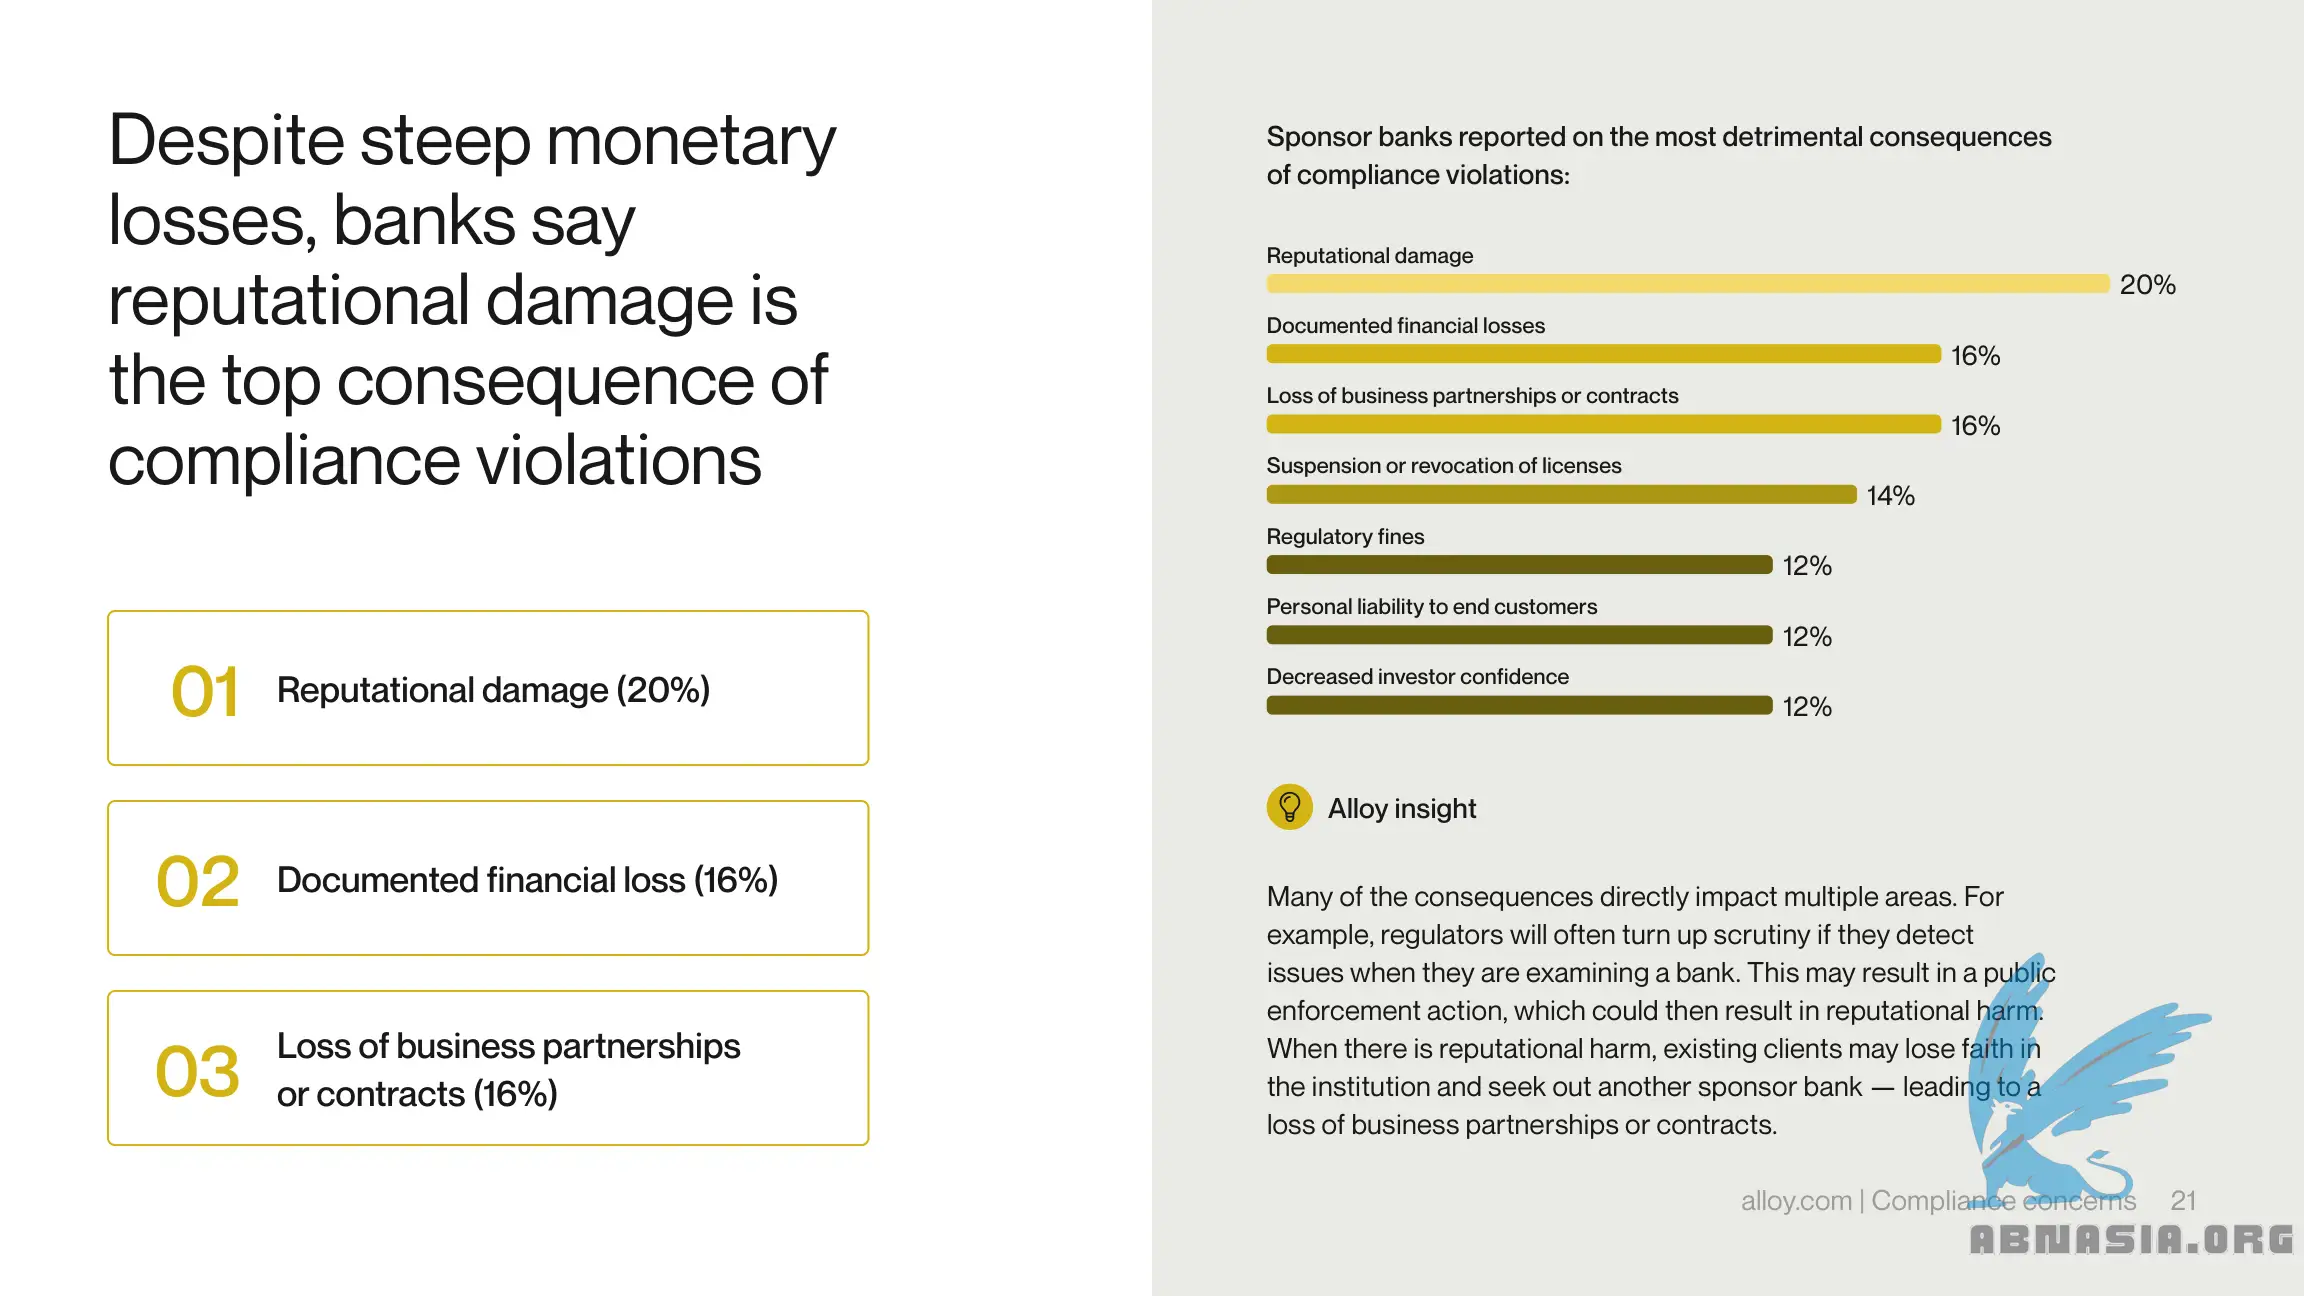 Despite steep monetary
losses, banks say
reputational damage is
the top consequence of
compliance violations
01 Reputational damage (20%)
02 Documented financial loss (16%)
03 Loss of business partnerships
or contracts (16%)
Sponsor banks reported on the most detrimental consequences
of compliance violations:
Reputational damage
20%
Documented financial losses
16%
Loss of business partnerships or contracts
16%
Suspension or revocation of licenses
14%
Regulatory fines
12%
Personal liability to end customers
12%
Decreased investor confidence
12%
Alloy insight
Many of the consequences directly impact multiple areas. For
example, regulators will often turn up scrutiny if they detect
issues when they are examining a bank. This may result in a public
enforcement action, which could then result in reputational harm.
When there is reputational harm, existing clients may lose faith in
the institution and seek out another sponsor bank — leading to a
loss of business partnerships or contracts.
alloy.com | Compliance concerns 21
ABNASIA.ORG